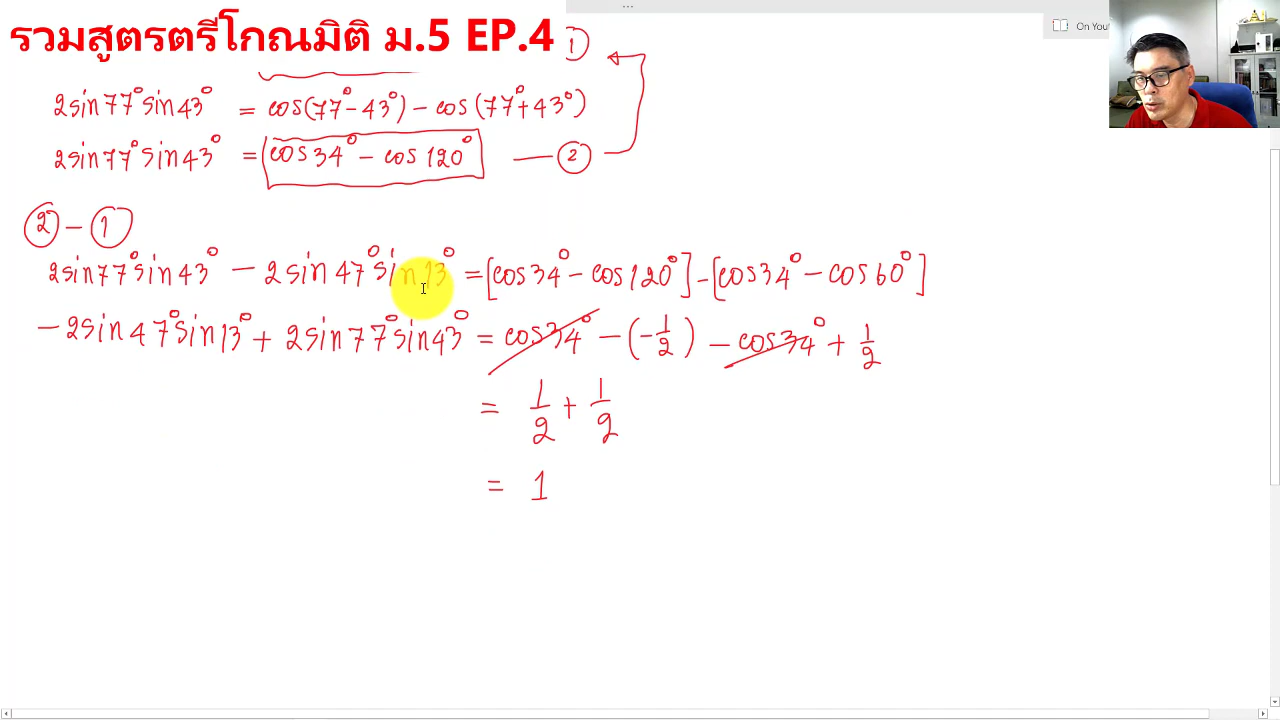 รวมสูตรตรีโกณมิติ ม.5 EP.4
①
On You
2sin77°sin43° = cos(77°-43°) - cos(77°+43°)
2sin77°sin43° = cos34° - cos120° — ②
② - ①
2sin77°sin43° - 2sin47°sin13° = [cos34° - cos120°] - [cos34° - cos60°]
-2sin47°sin13° + 2sin77°sin43° = cos34° - (-1/2) - cos34° + 1/2
= 1/2 + 1/2
= 1